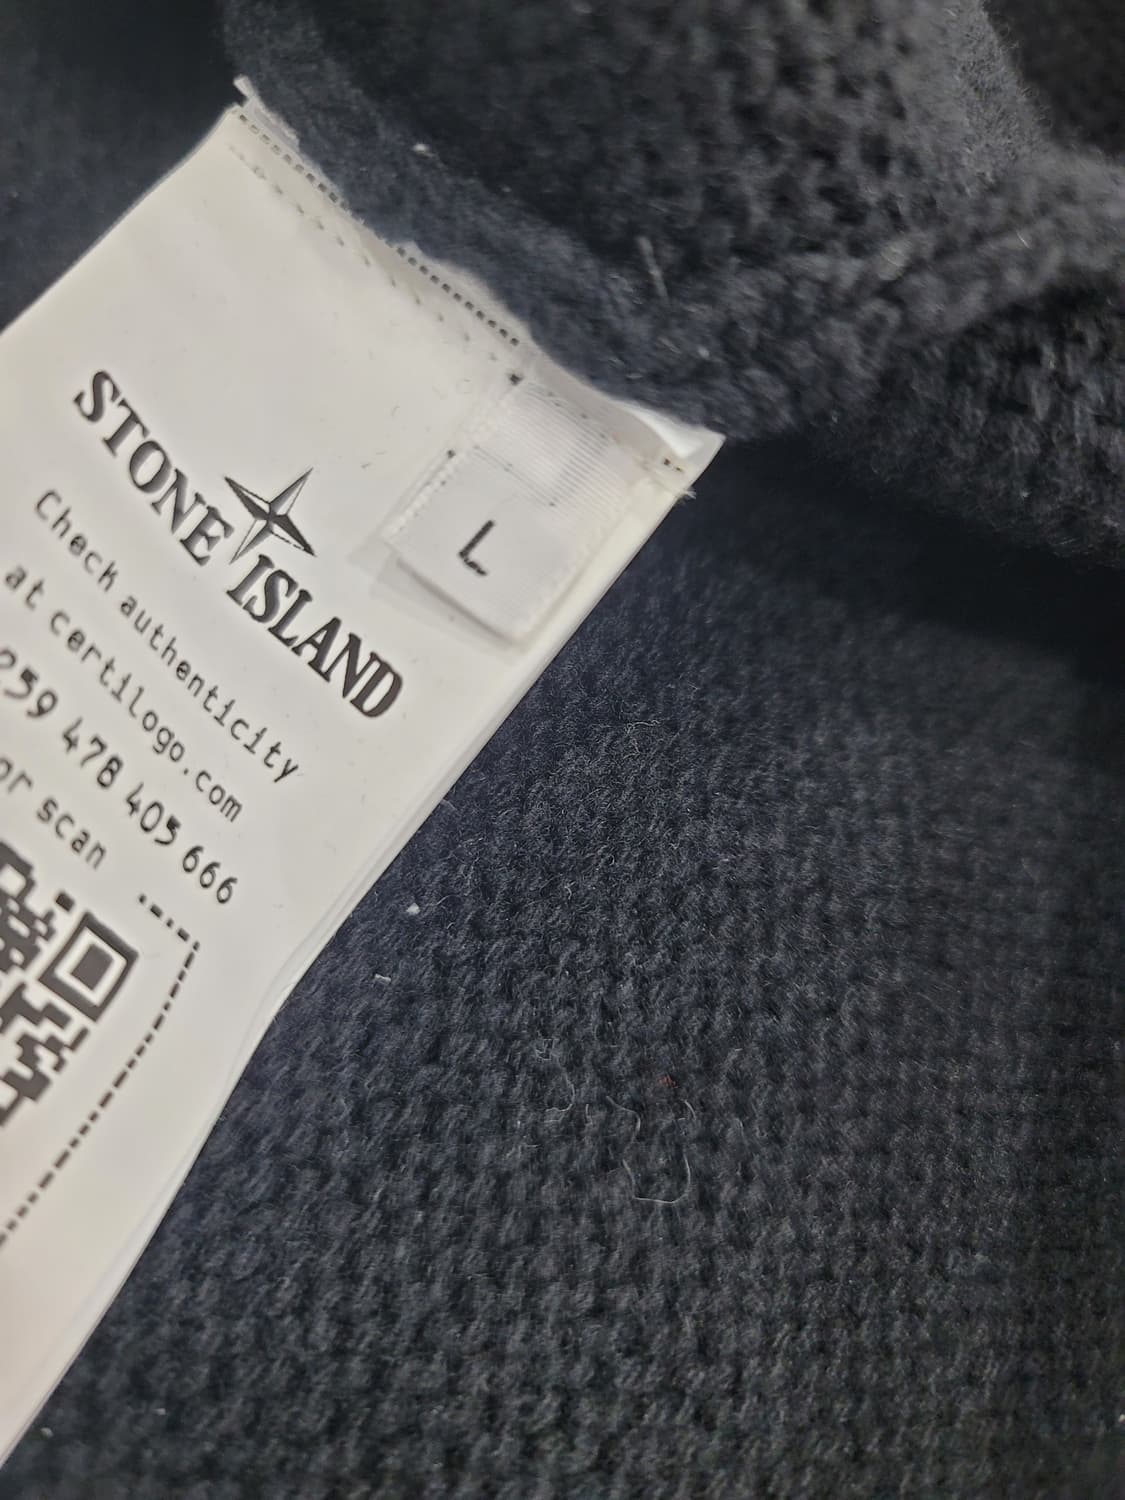 STONE ISLAND
L
Check authenticity
at certilogo.com
259 478 405 666
or scan